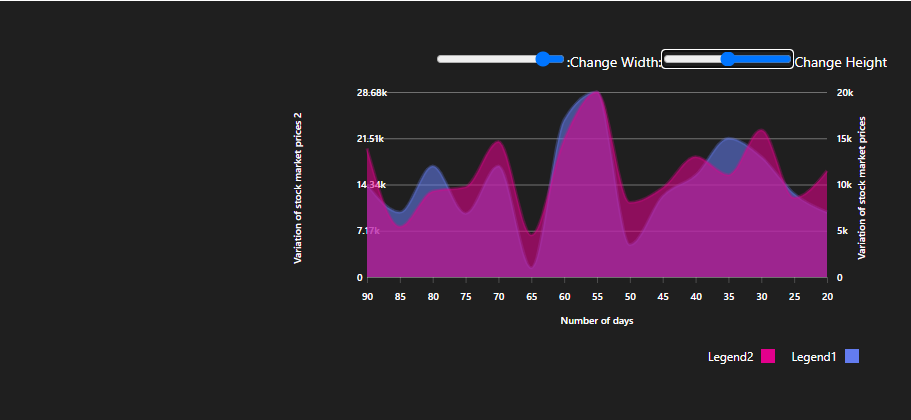 :Change Width:
Change Height
28.68k
21.51k
14.34k
7.17k
0
Variation of stock market prices 2
20k
15k
10k
5k
0
Variation of stock market prices
90 85 80 75 70 65 60 55 50 45 40 35 30 25 20
Number of days
Legend2 Legend1